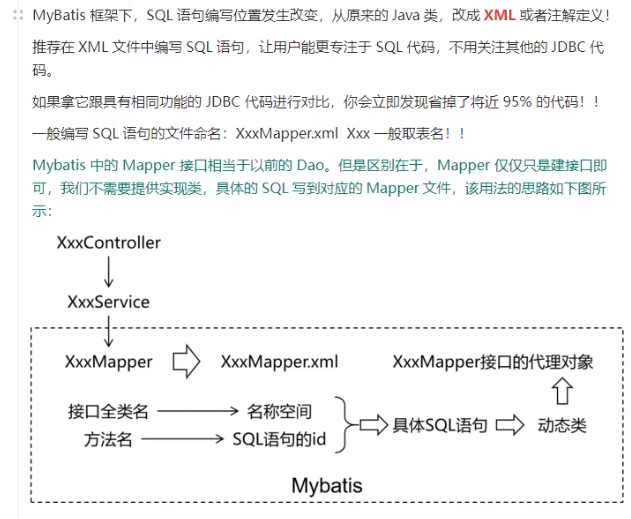 MyBatis 框架下，SQL 语句编写位置发生改变，从原来的 Java 类，改成 XML 或者注解定义！
推荐在 XML 文件中编写 SQL 语句，让用户能更专注于 SQL 代码，不用关注其他的 JDBC 代
码。
如果拿它跟具有相同功能的 JDBC 代码进行对比，你会立即发现省掉了将近 95% 的代码！！
一般编写 SQL 语句的文件命名：XxxMapper.xml Xxx 一般取表名！！
Mybatis 中的 Mapper 接口相当于以前的 Dao。但是区别在于，Mapper 仅仅只是建接口即
可，我们不需要提供实现类，具体的 SQL 写到对应的 Mapper 文件，该用法的思路如下图所
示：
XxxController
XxxService
XxxMapper XxxMapper.xml XxxMapper接口的代理对象
接口全类名 名称空间
方法名 SQL语句的id
具体SQL语句 动态类
Mybatis